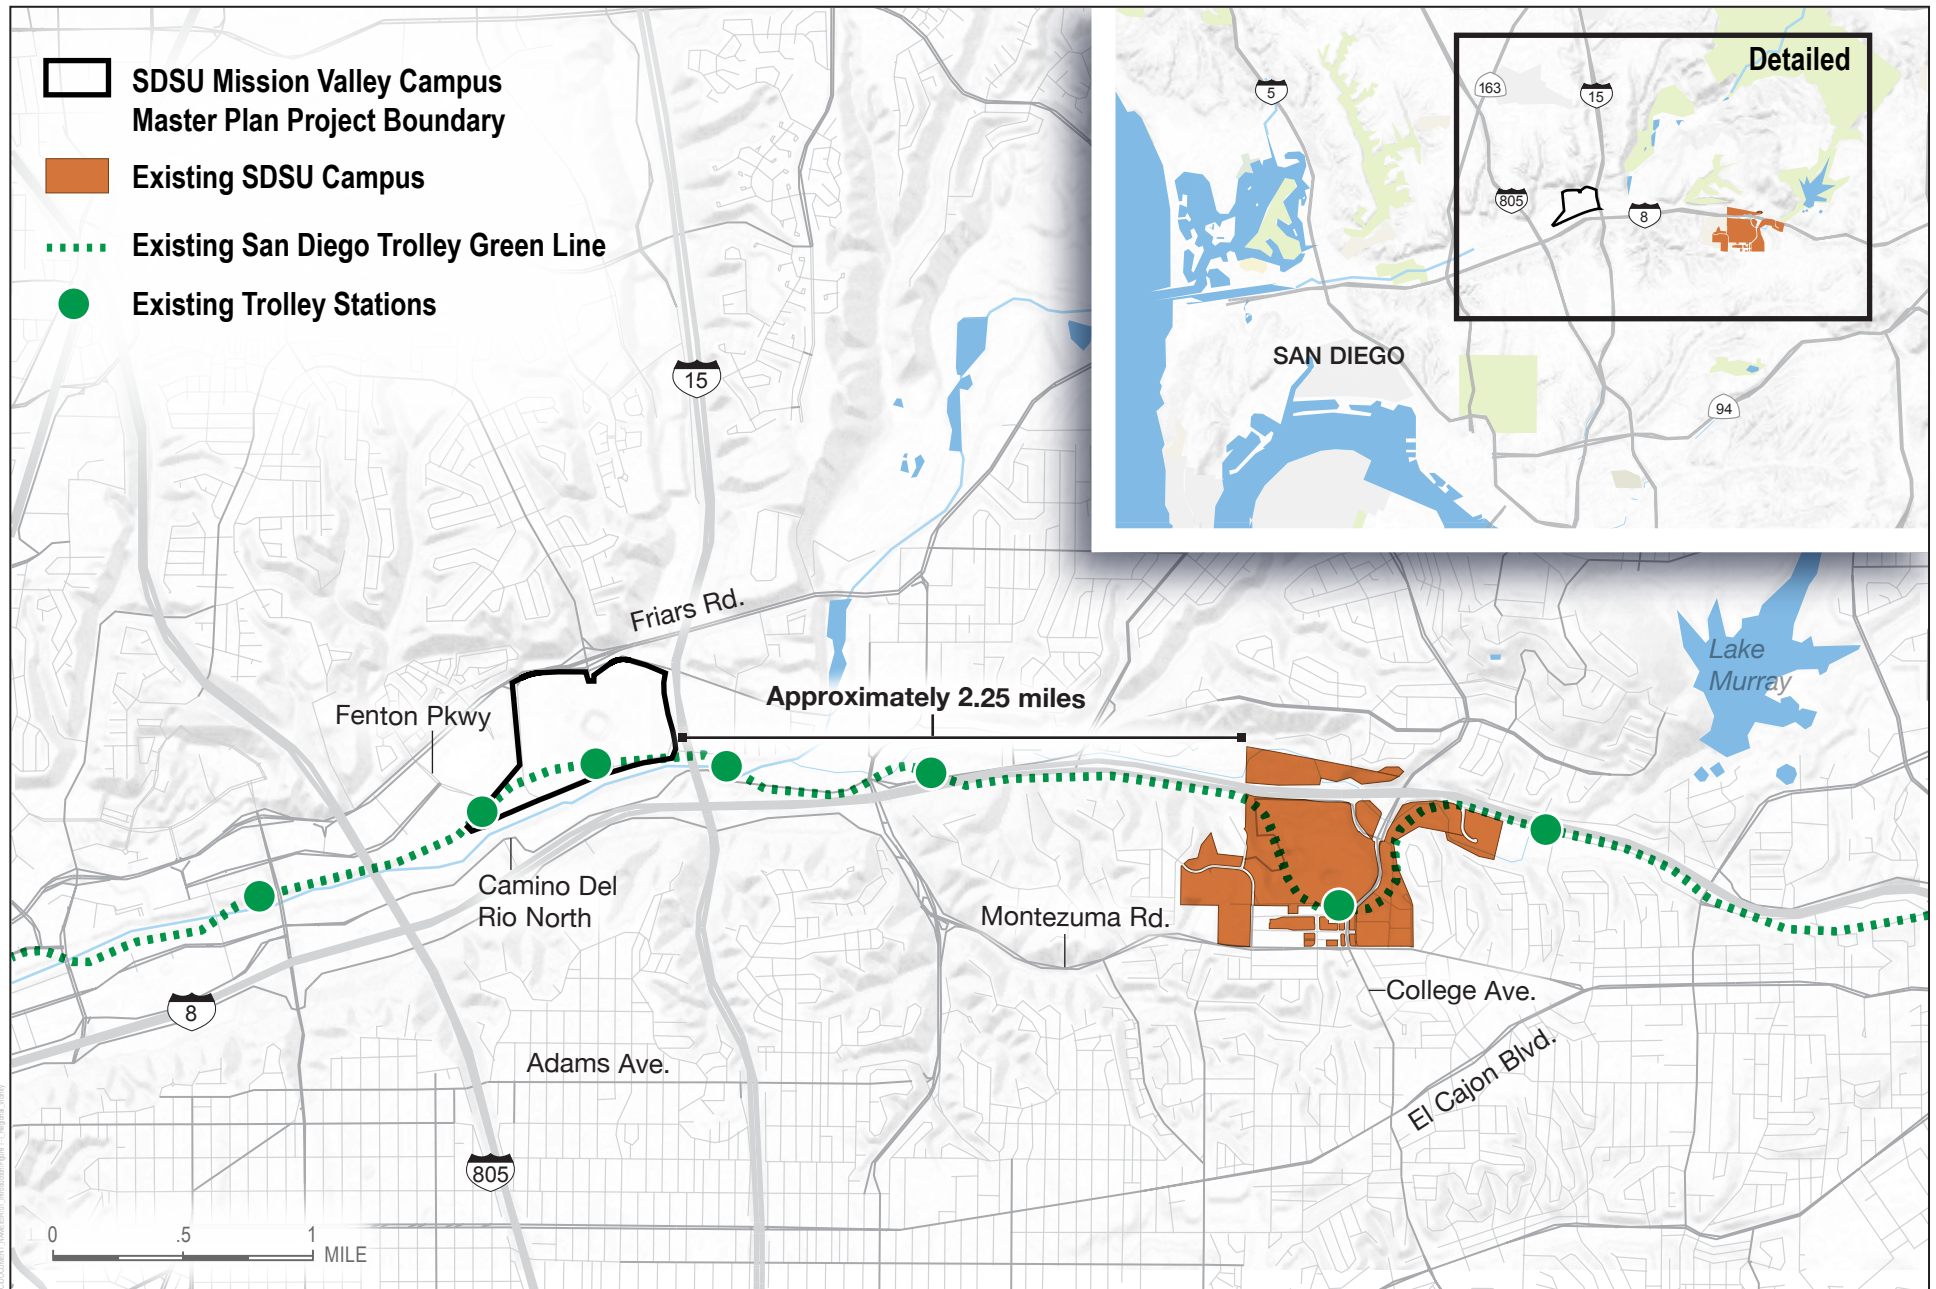 SDSU Mission Valley Campus
Master Plan Project Boundary
Existing SDSU Campus
Existing San Diego Trolley Green Line
Existing Trolley Stations
Detailed
5
163
15
805
8
SAN DIEGO
94
15
Friars Rd.
Lake
Murray
Approximately 2.25 miles
Fenton Pkwy
Camino Del
Rio North
Montezuma Rd.
College Ave.
8
Adams Ave.
El Cajon Blvd.
805
0 .5 1
MILE